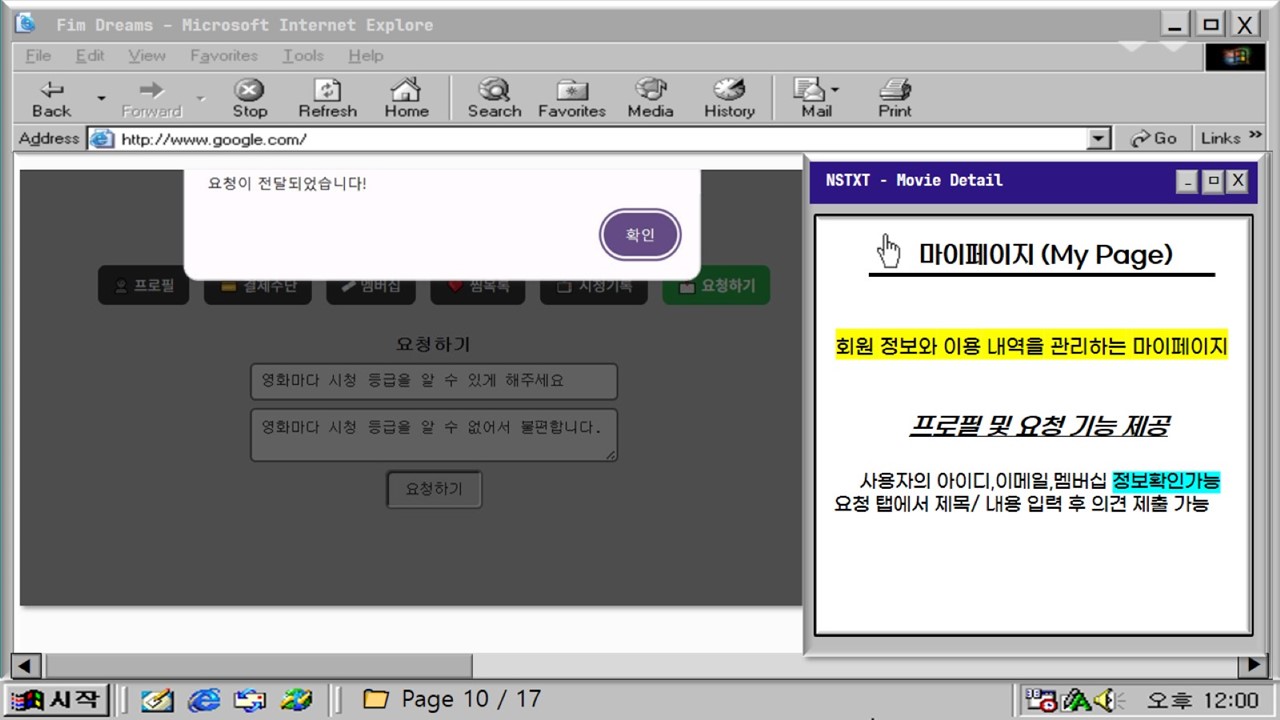 Fim Dreams - Microsoft Internet Explore
File Edit View Favorites Tools Help
Back Forward Stop Refresh Home Search Favorites Media History Mail Print
Address http://www.google.com/ Go Links »
요청이 전달되었습니다!
확인
프로필 결제수단 멤버십 찜목록 시청기록 요청하기
요청하기
영화마다 시청 등급을 알 수 있게 해주세요
영화마다 시청 등급을 알 수 없어서 불편합니다.
요청하기
NSTXT - Movie Detail
마이페이지 (My Page)
회원 정보와 이용 내역을 관리하는 마이페이지
프로필 및 요청 기능 제공
사용자의 아이디,이메일,멤버십 정보확인가능
요청 탭에서 제목/ 내용 입력 후 의견 제출 가능
시작 Page 10 / 17 오후 12:00